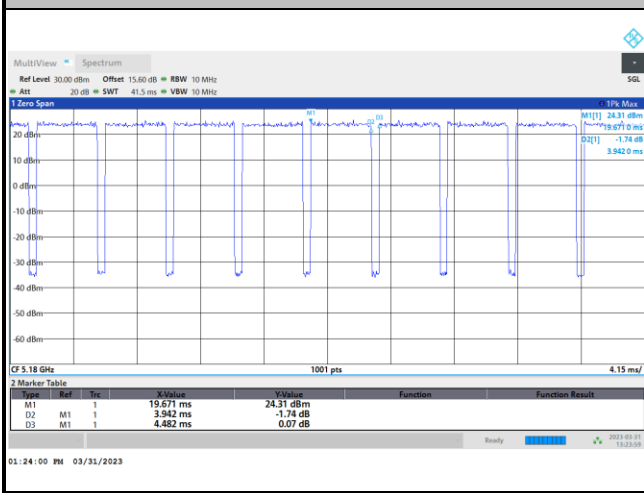 MultiView Spectrum
Ref Level 30.00 dBm Offset 15.60 dB RBW 10 MHz SGL
Att 20 dB SWT 41.5 ms VBW 10 MHz
1 Zero Span 1Pk Max
M1 D2 D3 M1[1] 24.31 dBm
19.6710 ms
20 dBm D2[1] -1.74 dB
3.9420 ms
10 dBm
0 dBm
-10 dBm
-20 dBm
-30 dBm
-40 dBm
-50 dBm
-60 dBm
CF 5.18 GHz 1001 pts 4.15 ms/
2 Marker Table
Type Ref Trc X-Value Y-Value Function Function Result
M1 1 19.671 ms 24.31 dBm
D2 M1 1 3.942 ms -1.74 dB
D3 M1 1 4.482 ms 0.07 dB
Ready 2023-03-31
13:23:59
01:24:00 PM 03/31/2023